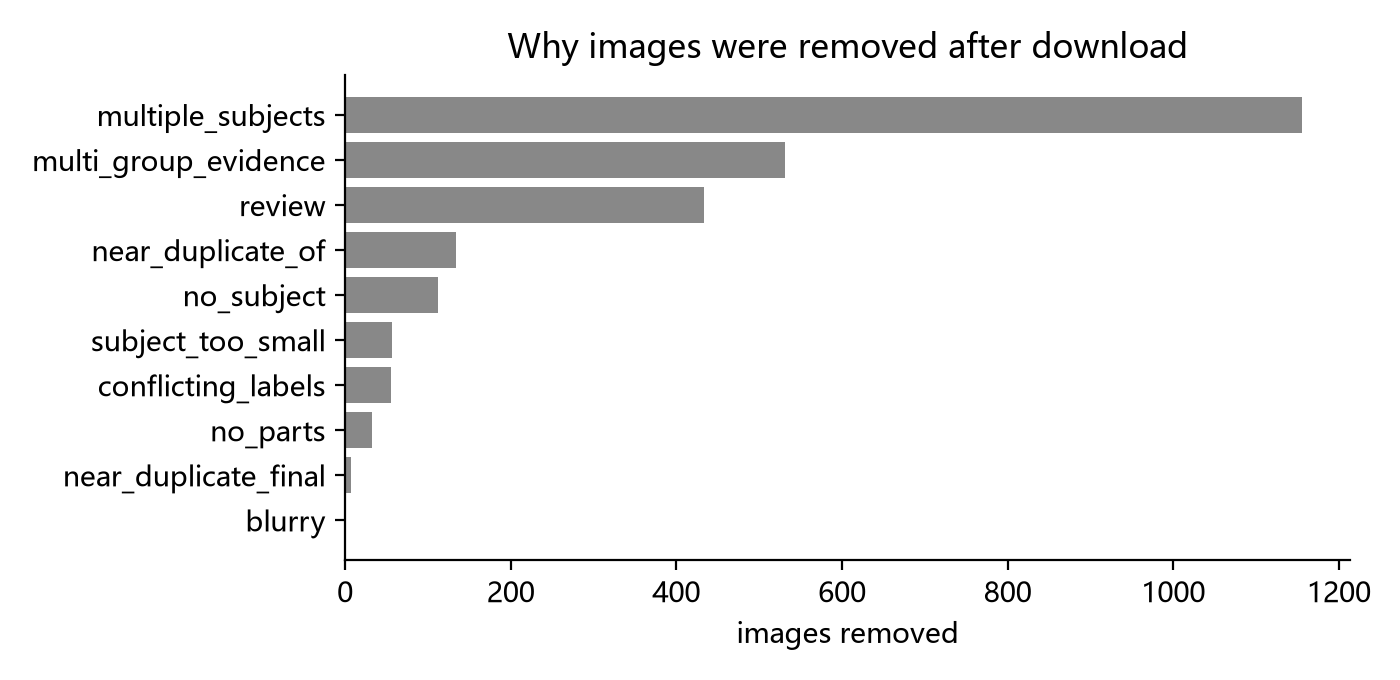 Why images were removed after download
multiple_subjects
multi_group_evidence
review
near_duplicate_of
no_subject
subject_too_small
conflicting_labels
no_parts
near_duplicate_final
blurry
0 200 400 600 800 1000 1200
images removed